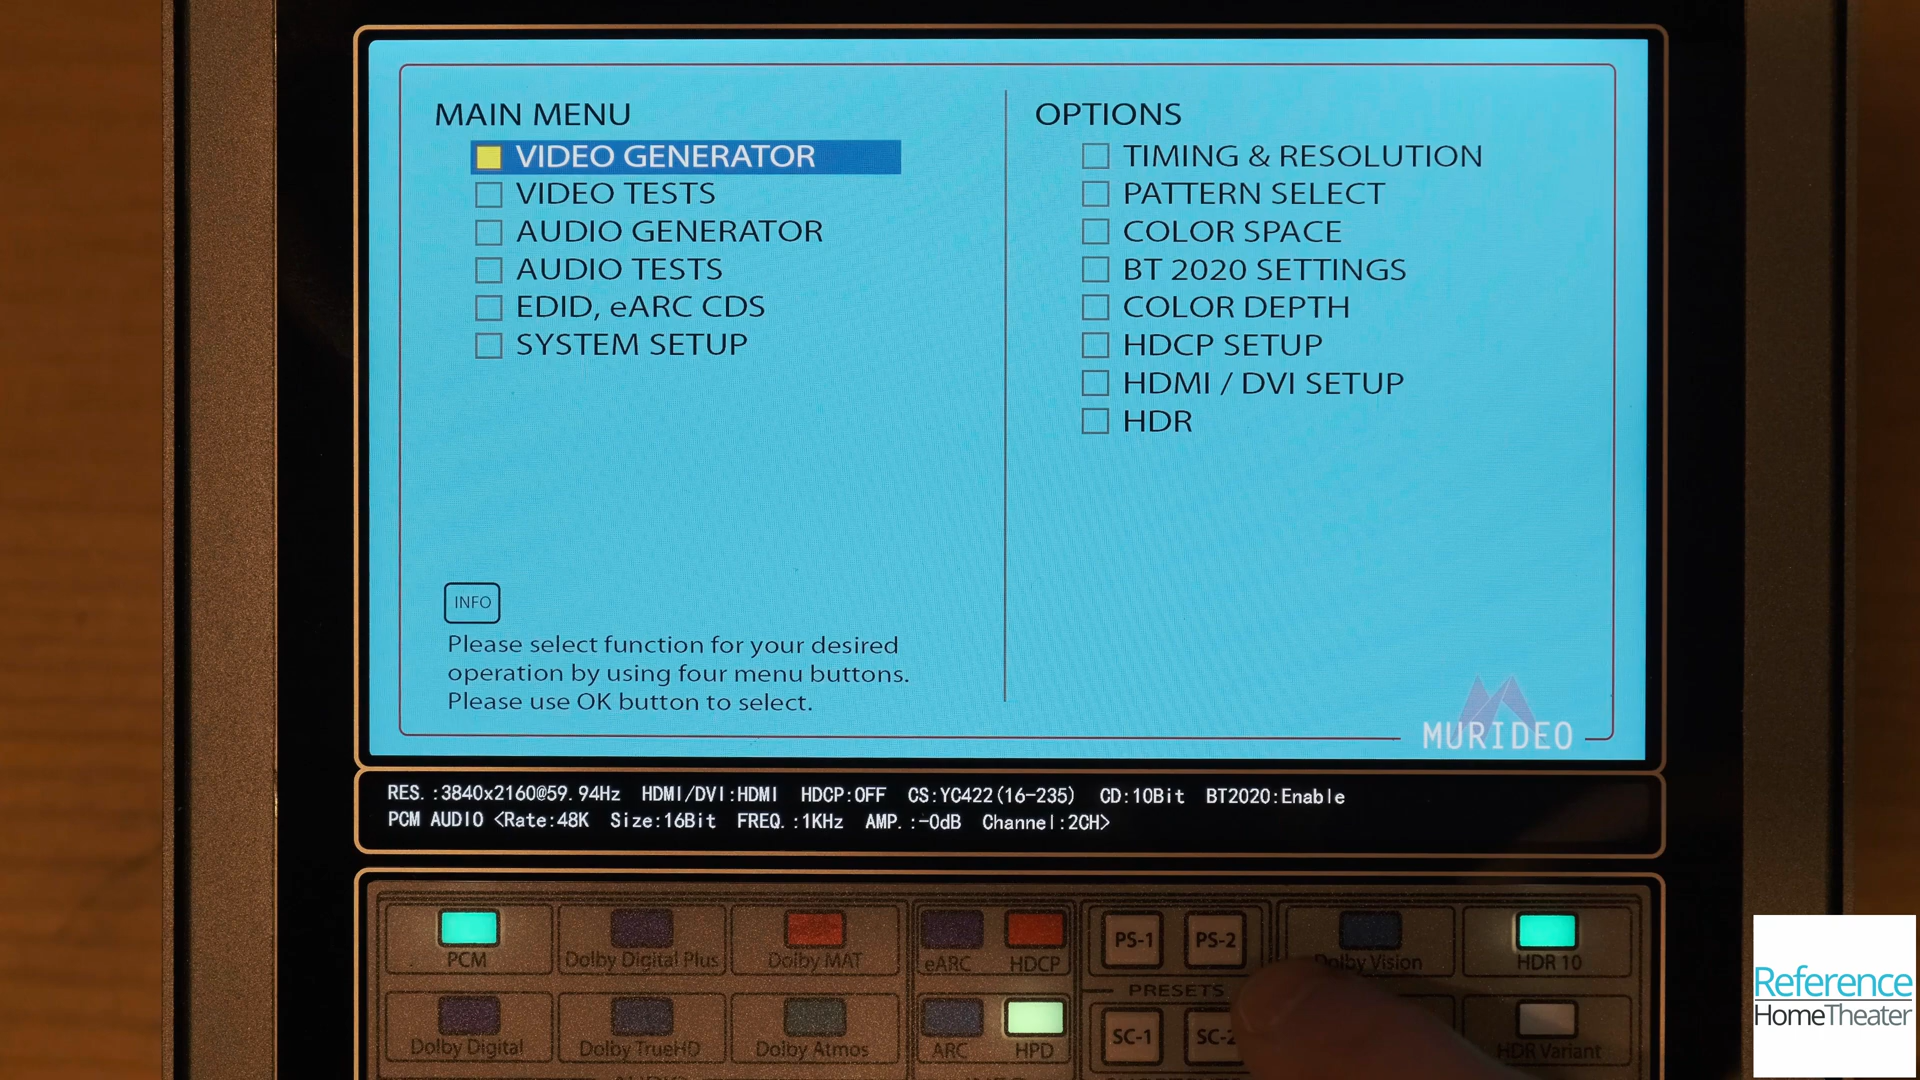 MAIN MENU
VIDEO GENERATOR
VIDEO TESTS
AUDIO GENERATOR
AUDIO TESTS
EDID, eARC CDS
SYSTEM SETUP
INFO
Please select function for your desired
operation by using four menu buttons.
Please use OK button to select.
OPTIONS
TIMING & RESOLUTION
PATTERN SELECT
COLOR SPACE
BT 2020 SETTINGS
COLOR DEPTH
HDCP SETUP
HDMI / DVI SETUP
HDR
MURIDEO
RES.:3840x2160@59.94Hz HDMI/DVI:HDMI HDCP:OFF CS:YC422(16-235) CD:10Bit BT2020:Enable
PCM AUDIO <Rate:48K Size:16Bit FREQ.:1KHz AMP.:-0dB Channel:2CH>
PCM Dolby Digital Plus Dolby MAT eARC HDCP PS-1 PS-2 Dolby Vision HDR 10
PRESETS
Dolby Digital Dolby TrueHD Dolby Atmos ARC HPD SC-1 SC-2 HDR Variant
Reference
HomeTheater